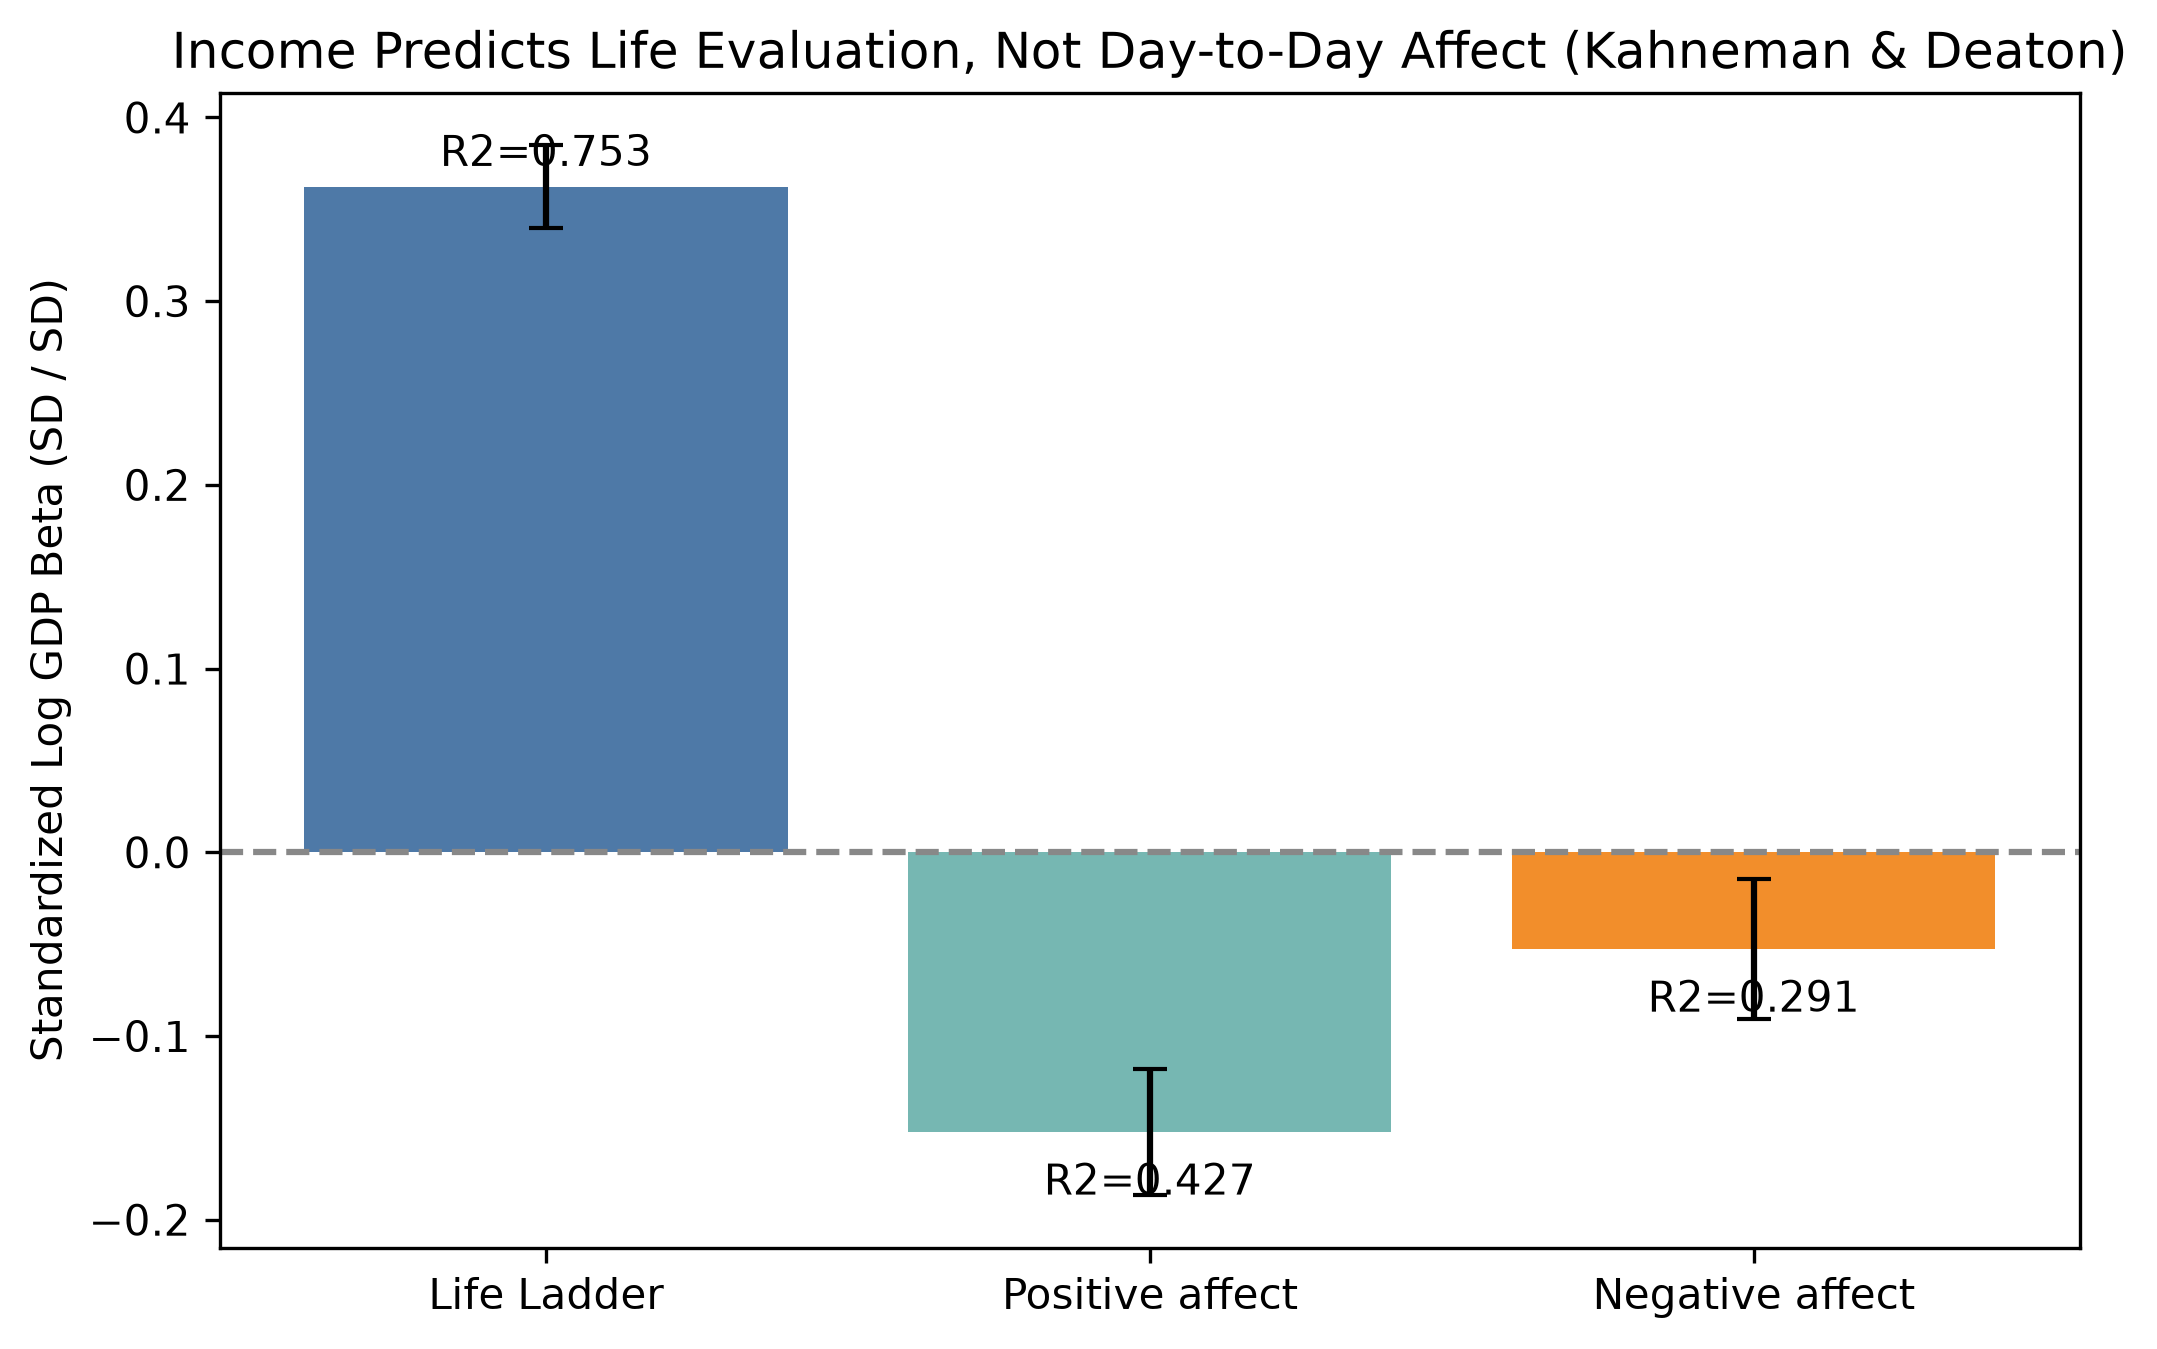 Income Predicts Life Evaluation, Not Day-to-Day Affect (Kahneman & Deaton)
Standardized Log GDP Beta (SD / SD)
0.4
0.3
0.2
0.1
0.0
−0.1
−0.2
R2=0.753
R2=0.427
R2=0.291
Life Ladder
Positive affect
Negative affect